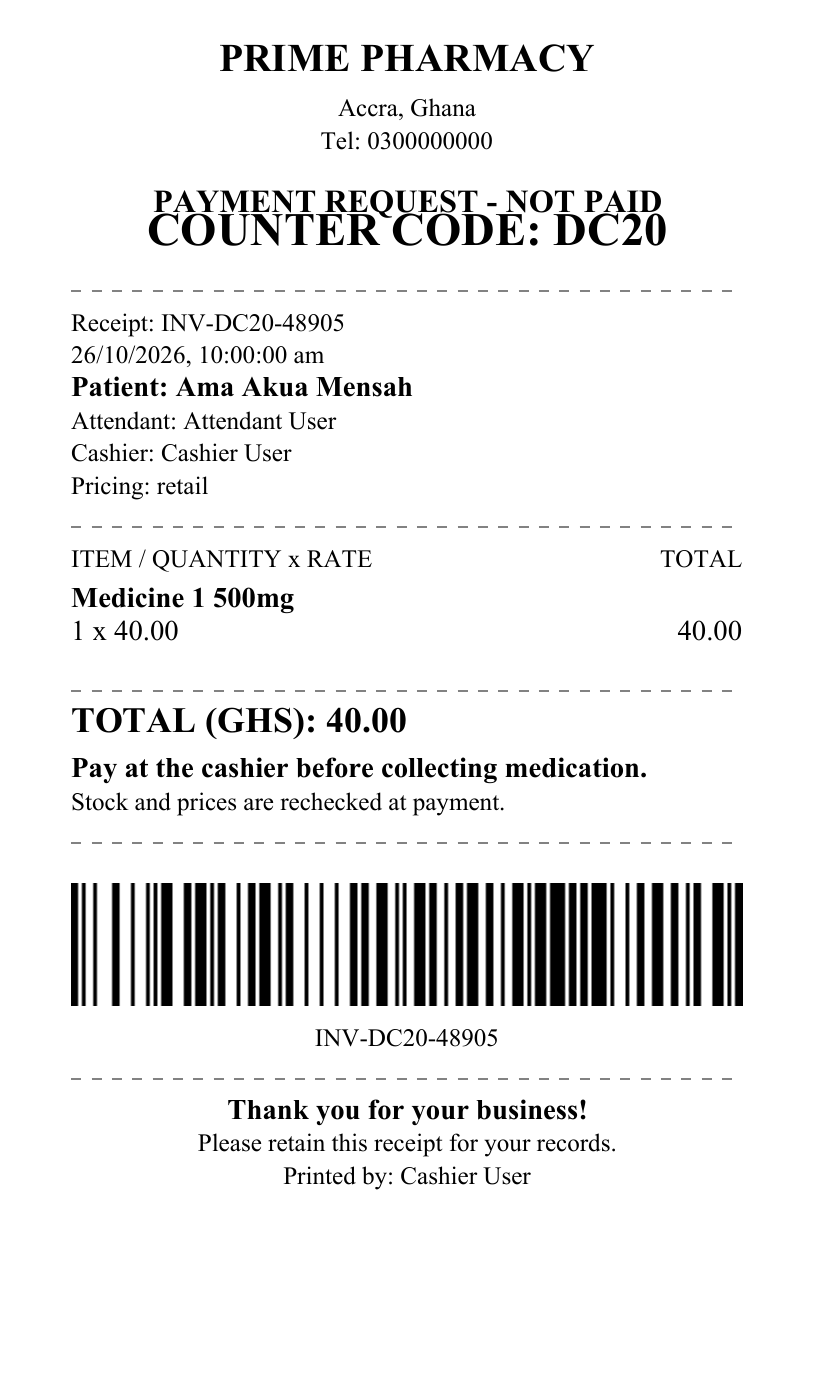 PRIME PHARMACY
Accra, Ghana
Tel: 0300000000
PAYMENT REQUEST - NOT PAID
COUNTER CODE: DC20
Receipt: INV-DC20-48905
26/10/2026, 10:00:00 am
Patient: Ama Akua Mensah
Attendant: Attendant User
Cashier: Cashier User
Pricing: retail
ITEM / QUANTITY x RATE TOTAL
Medicine 1 500mg
1 x 40.00 40.00
TOTAL (GHS): 40.00
Pay at the cashier before collecting medication.
Stock and prices are rechecked at payment.
INV-DC20-48905
Thank you for your business!
Please retain this receipt for your records.
Printed by: Cashier User